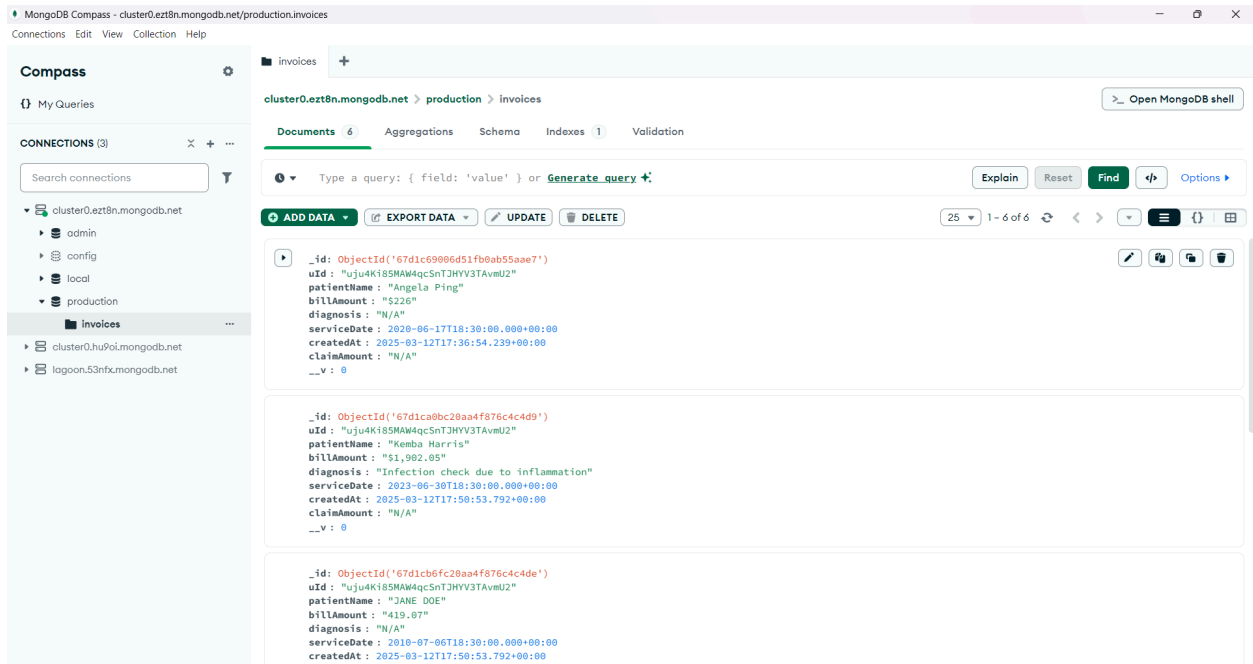 MongoDB Compass - cluster0.ezt8n.mongodb.net/production.invoices
Connections Edit View Collection Help
Compass
{} My Queries
CONNECTIONS (3)
Search connections
cluster0.ezt8n.mongodb.net
admin
config
local
production
invoices
cluster0.hu9oi.mongodb.net
lagoon.53nfx.mongodb.net
invoices
cluster0.ezt8n.mongodb.net > production > invoices
>_ Open MongoDB shell
Documents 6 Aggregations Schema Indexes 1 Validation
Type a query: { field: 'value' } or Generate query
Explain Reset Find </> Options
ADD DATA EXPORT DATA UPDATE DELETE
25 1 – 6 of 6 {}
_id: ObjectId('67d1c69006d51fb0ab55aae7')
uId : "uju4Ki85MAW4qcSnTJHYV3TAvmU2"
patientName : "Angela Ping"
billAmount : "$226"
diagnosis : "N/A"
serviceDate : 2020-06-17T18:30:00.000+00:00
createdAt : 2025-03-12T17:36:54.239+00:00
claimAmount : "N/A"
__v : 0
_id: ObjectId('67d1ca0bc20aa4f876c4c4d9')
uId : "uju4Ki85MAW4qcSnTJHYV3TAvmU2"
patientName : "Kemba Harris"
billAmount : "$1,902.05"
diagnosis : "Infection check due to inflammation"
serviceDate : 2023-06-30T18:30:00.000+00:00
createdAt : 2025-03-12T17:50:53.792+00:00
claimAmount : "N/A"
__v : 0
_id: ObjectId('67d1cb6fc20aa4f876c4c4de')
uId : "uju4Ki85MAW4qcSnTJHYV3TAvmU2"
patientName : "JANE DOE"
billAmount : "419.07"
diagnosis : "N/A"
serviceDate : 2010-07-06T18:30:00.000+00:00
createdAt : 2025-03-12T17:50:53.792+00:00